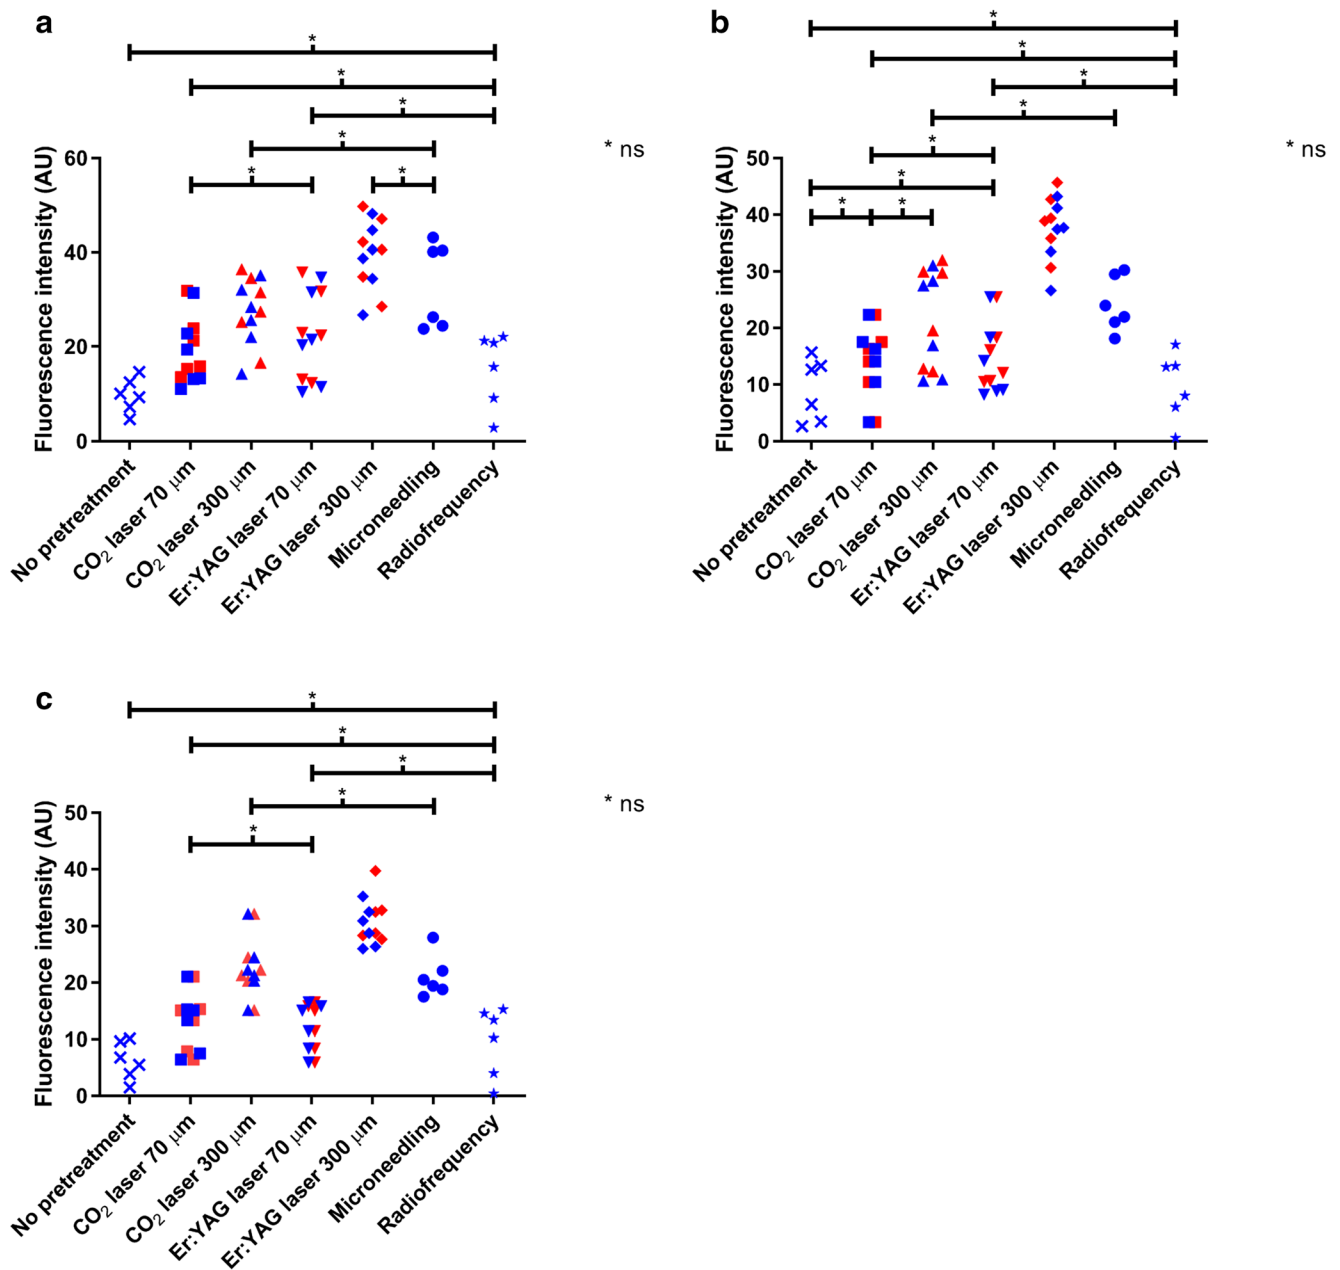 a
*
*
*
*
*
*
* ns
Fluorescence intensity (AU)
60
40
20
0
No pretreatment
CO₂ laser 70 μm
CO₂ laser 300 μm
Er:YAG laser 70 μm
Er:YAG laser 300 μm
Microneedling
Radiofrequency
b
*
*
*
*
*
*
*
*
* ns
Fluorescence intensity (AU)
50
40
30
20
10
0
No pretreatment
CO₂ laser 70 μm
CO₂ laser 300 μm
Er:YAG laser 70 μm
Er:YAG laser 300 μm
Microneedling
Radiofrequency
c
*
*
*
*
*
* ns
Fluorescence intensity (AU)
50
40
30
20
10
0
No pretreatment
CO₂ laser 70 μm
CO₂ laser 300 μm
Er:YAG laser 70 μm
Er:YAG laser 300 μm
Microneedling
Radiofrequency